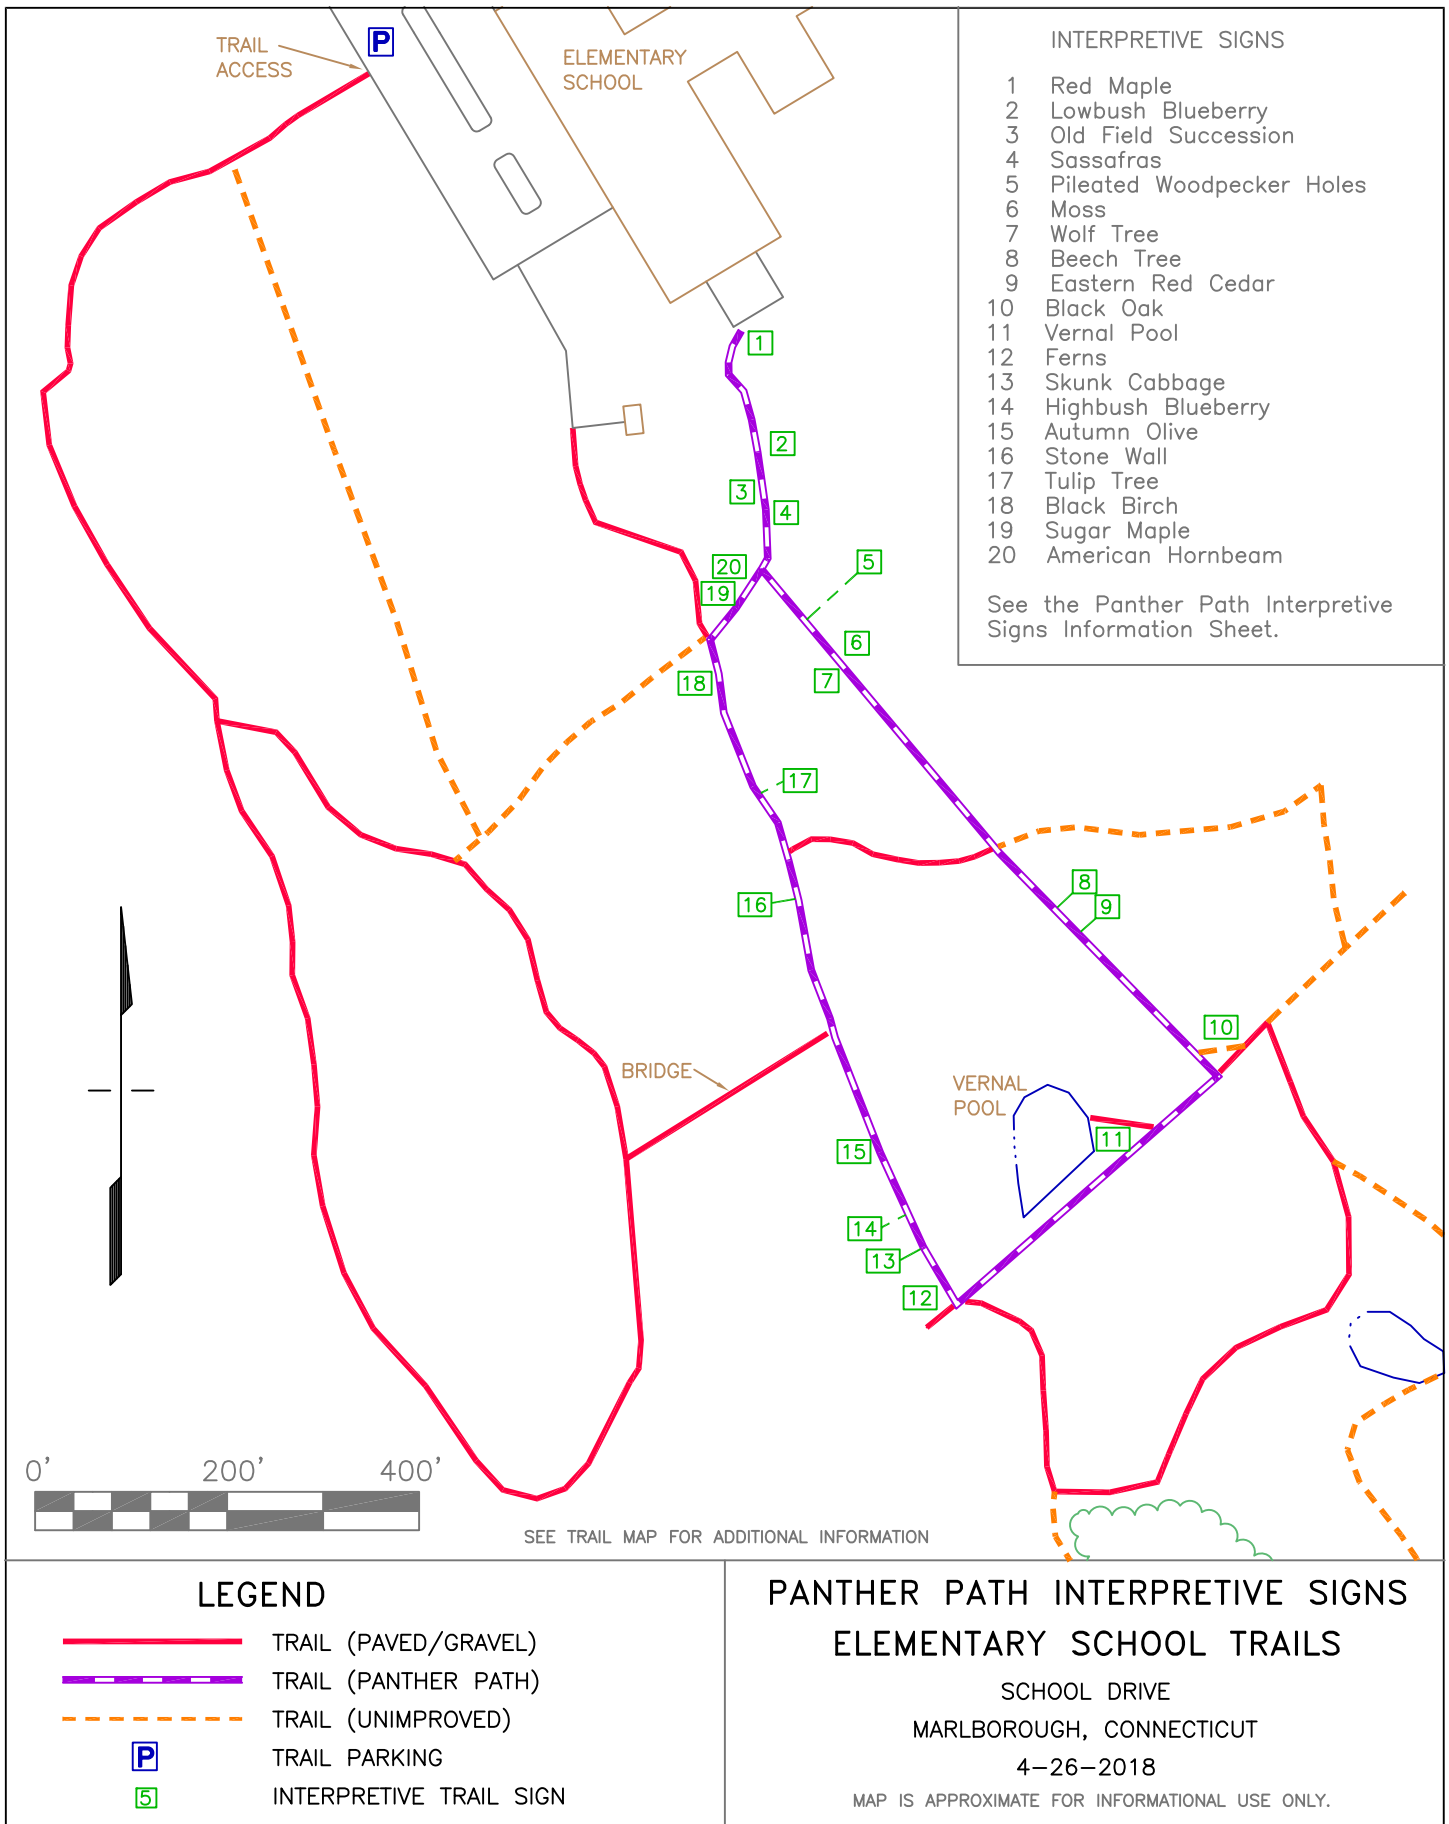 TRAIL
ACCESS
P
ELEMENTARY
SCHOOL
INTERPRETIVE SIGNS
1 Red Maple
2 Lowbush Blueberry
3 Old Field Succession
4 Sassafras
5 Pileated Woodpecker Holes
6 Moss
7 Wolf Tree
8 Beech Tree
9 Eastern Red Cedar
10 Black Oak
11 Vernal Pool
12 Ferns
13 Skunk Cabbage
14 Highbush Blueberry
15 Autumn Olive
16 Stone Wall
17 Tulip Tree
18 Black Birch
19 Sugar Maple
20 American Hornbeam
See the Panther Path Interpretive
Signs Information Sheet.
1
2
3
4
20
5
19
6
7
18
17
8
16
9
10
BRIDGE
VERNAL
POOL
11
15
14
13
12
0' 200' 400'
SEE TRAIL MAP FOR ADDITIONAL INFORMATION
LEGEND
TRAIL (PAVED/GRAVEL)
TRAIL (PANTHER PATH)
TRAIL (UNIMPROVED)
P TRAIL PARKING
5 INTERPRETIVE TRAIL SIGN
PANTHER PATH INTERPRETIVE SIGNS
ELEMENTARY SCHOOL TRAILS
SCHOOL DRIVE
MARLBOROUGH, CONNECTICUT
4-26-2018
MAP IS APPROXIMATE FOR INFORMATIONAL USE ONLY.